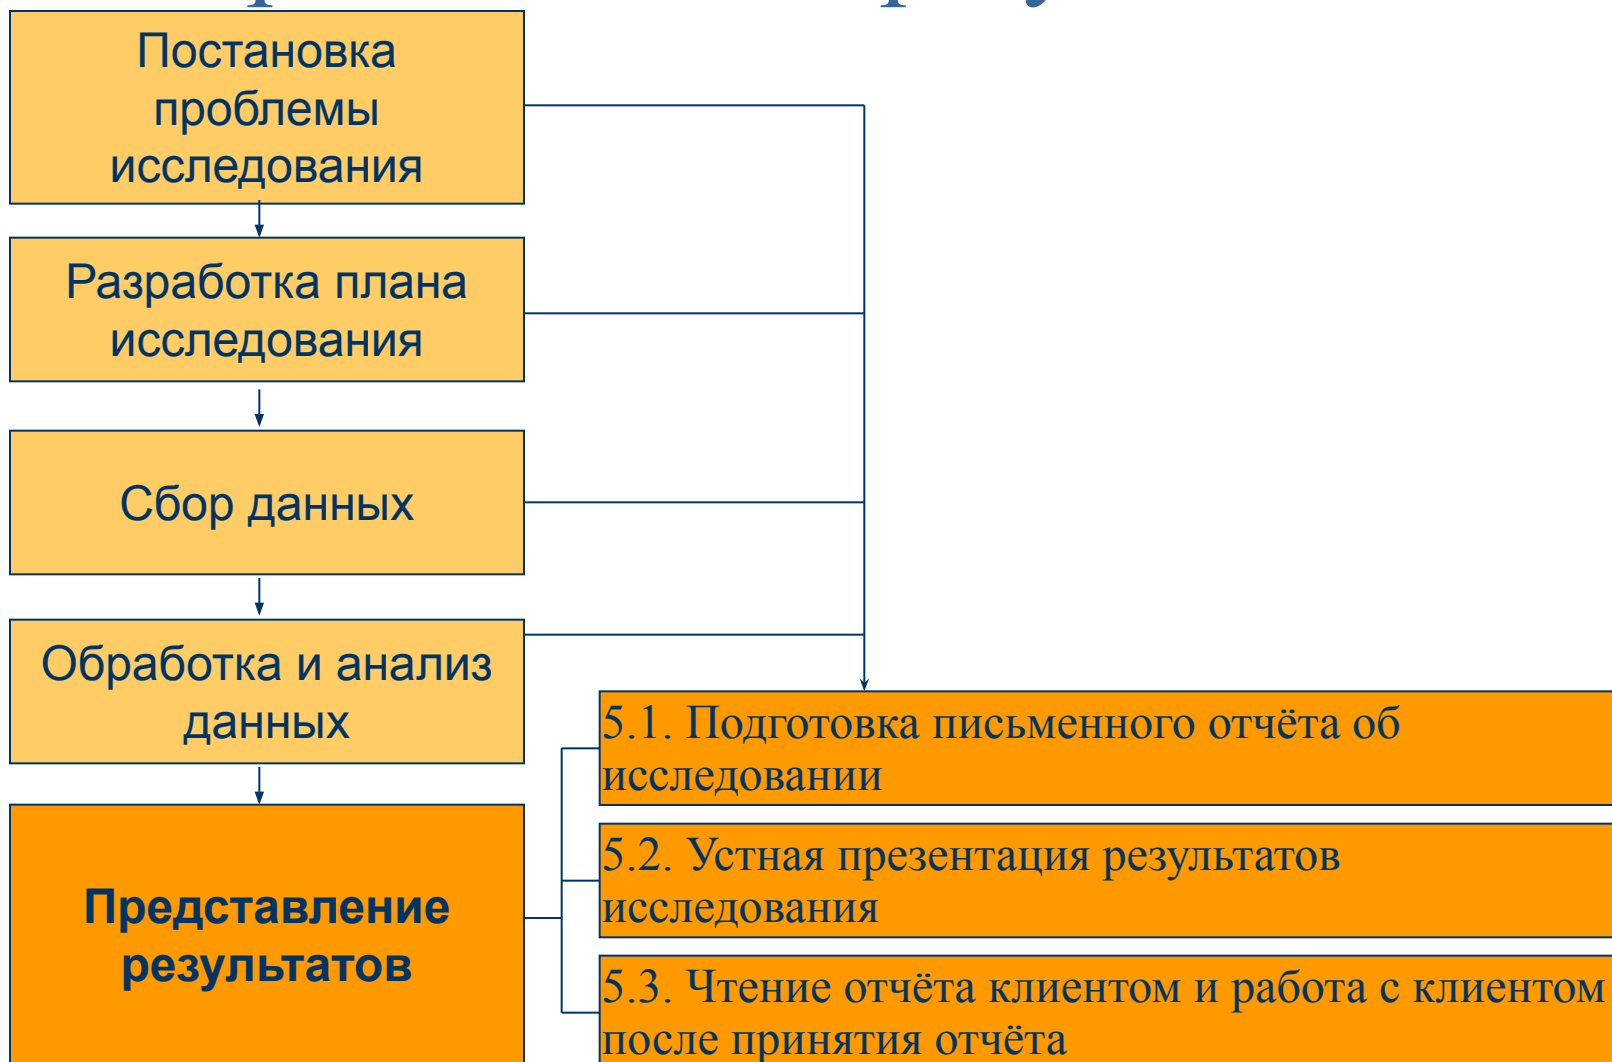 Постановка
проблемы
исследования
Разработка плана
исследования
Сбор данных
Обработка и анализ
данных
Представление
результатов
5.1. Подготовка письменного отчёта об
исследовании
5.2. Устная презентация результатов
исследования
5.3. Чтение отчёта клиентом и работа с клиентом
после принятия отчёта